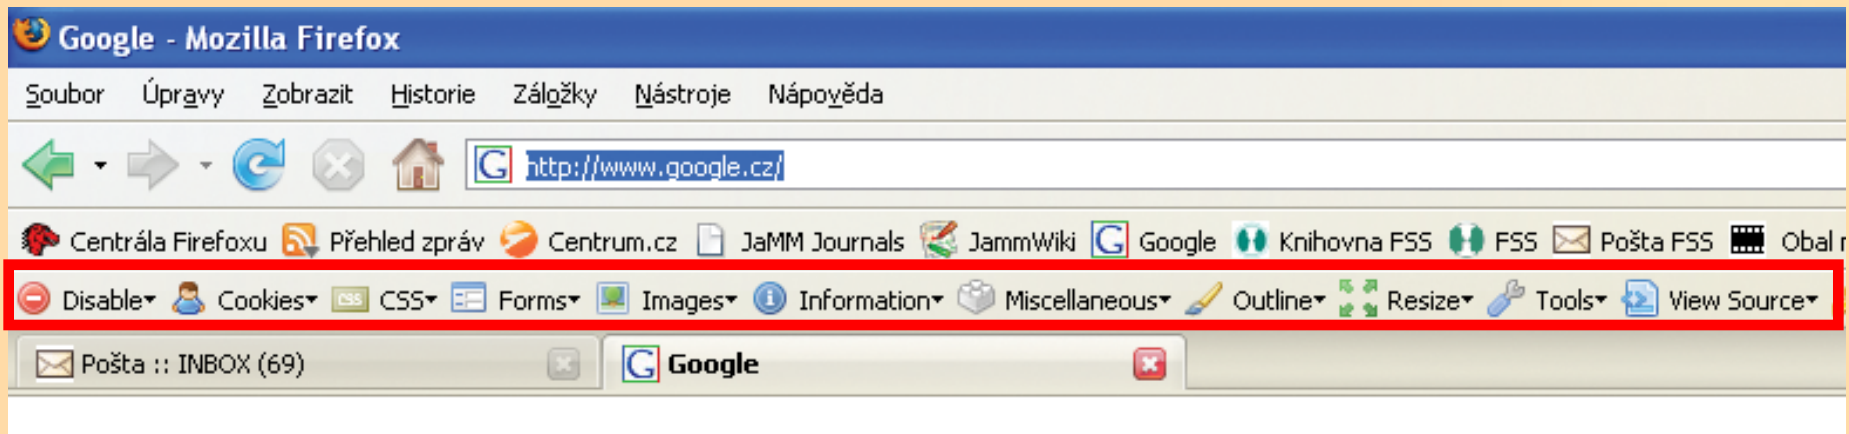 Google - Mozilla Firefox
Soubor Úpravy Zobrazit Historie Záložky Nástroje Nápověda
G http://www.google.cz/
Centrála Firefoxu Přehled zpráv Centrum.cz JaMM Journals JammWiki G Google Knihovna FSS FSS Pošta FSS Obal
Disable Cookies CSS CSS Forms Images Information Miscellaneous Outline Resize Tools View Source
Pošta :: INBOX (69) G Google